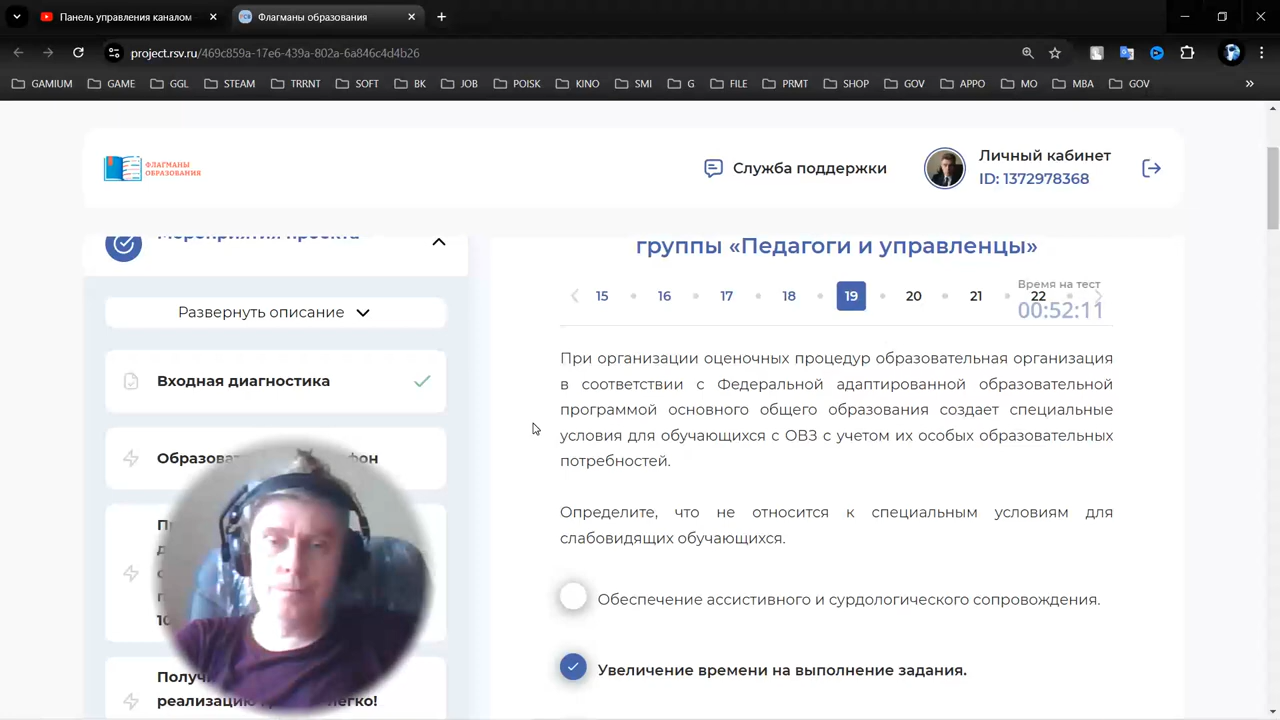 Панель управления каналом
Флагманы образования
project.rsv.ru/469c859a-17e6-439a-802a-6a846c4d4b26
GAMIUM GAME GGL STEAM TRRNT SOFT BK JOB POISK KINO SMI G FILE PRMT SHOP GOV APPO MO MBA GOV
ФЛАГМАНЫ
ОБРАЗОВАНИЯ
Служба поддержки
Личный кабинет
ID: 1372978368
Мероприятия проекта
Развернуть описание
Входная диагностика
группы «Педагоги и управленцы»
15 16 17 18 19 20 21 22
Время на тест
00:52:11
При организации оценочных процедур образовательная организация
в соответствии с Федеральной адаптированной образовательной
программой основного общего образования создает специальные
условия для обучающихся с ОВЗ с учетом их особых образовательных
потребностей.
Определите, что не относится к специальным условиям для
слабовидящих обучающихся.
Обеспечение ассистивного и сурдологического сопровождения.
Увеличение времени на выполнение задания.